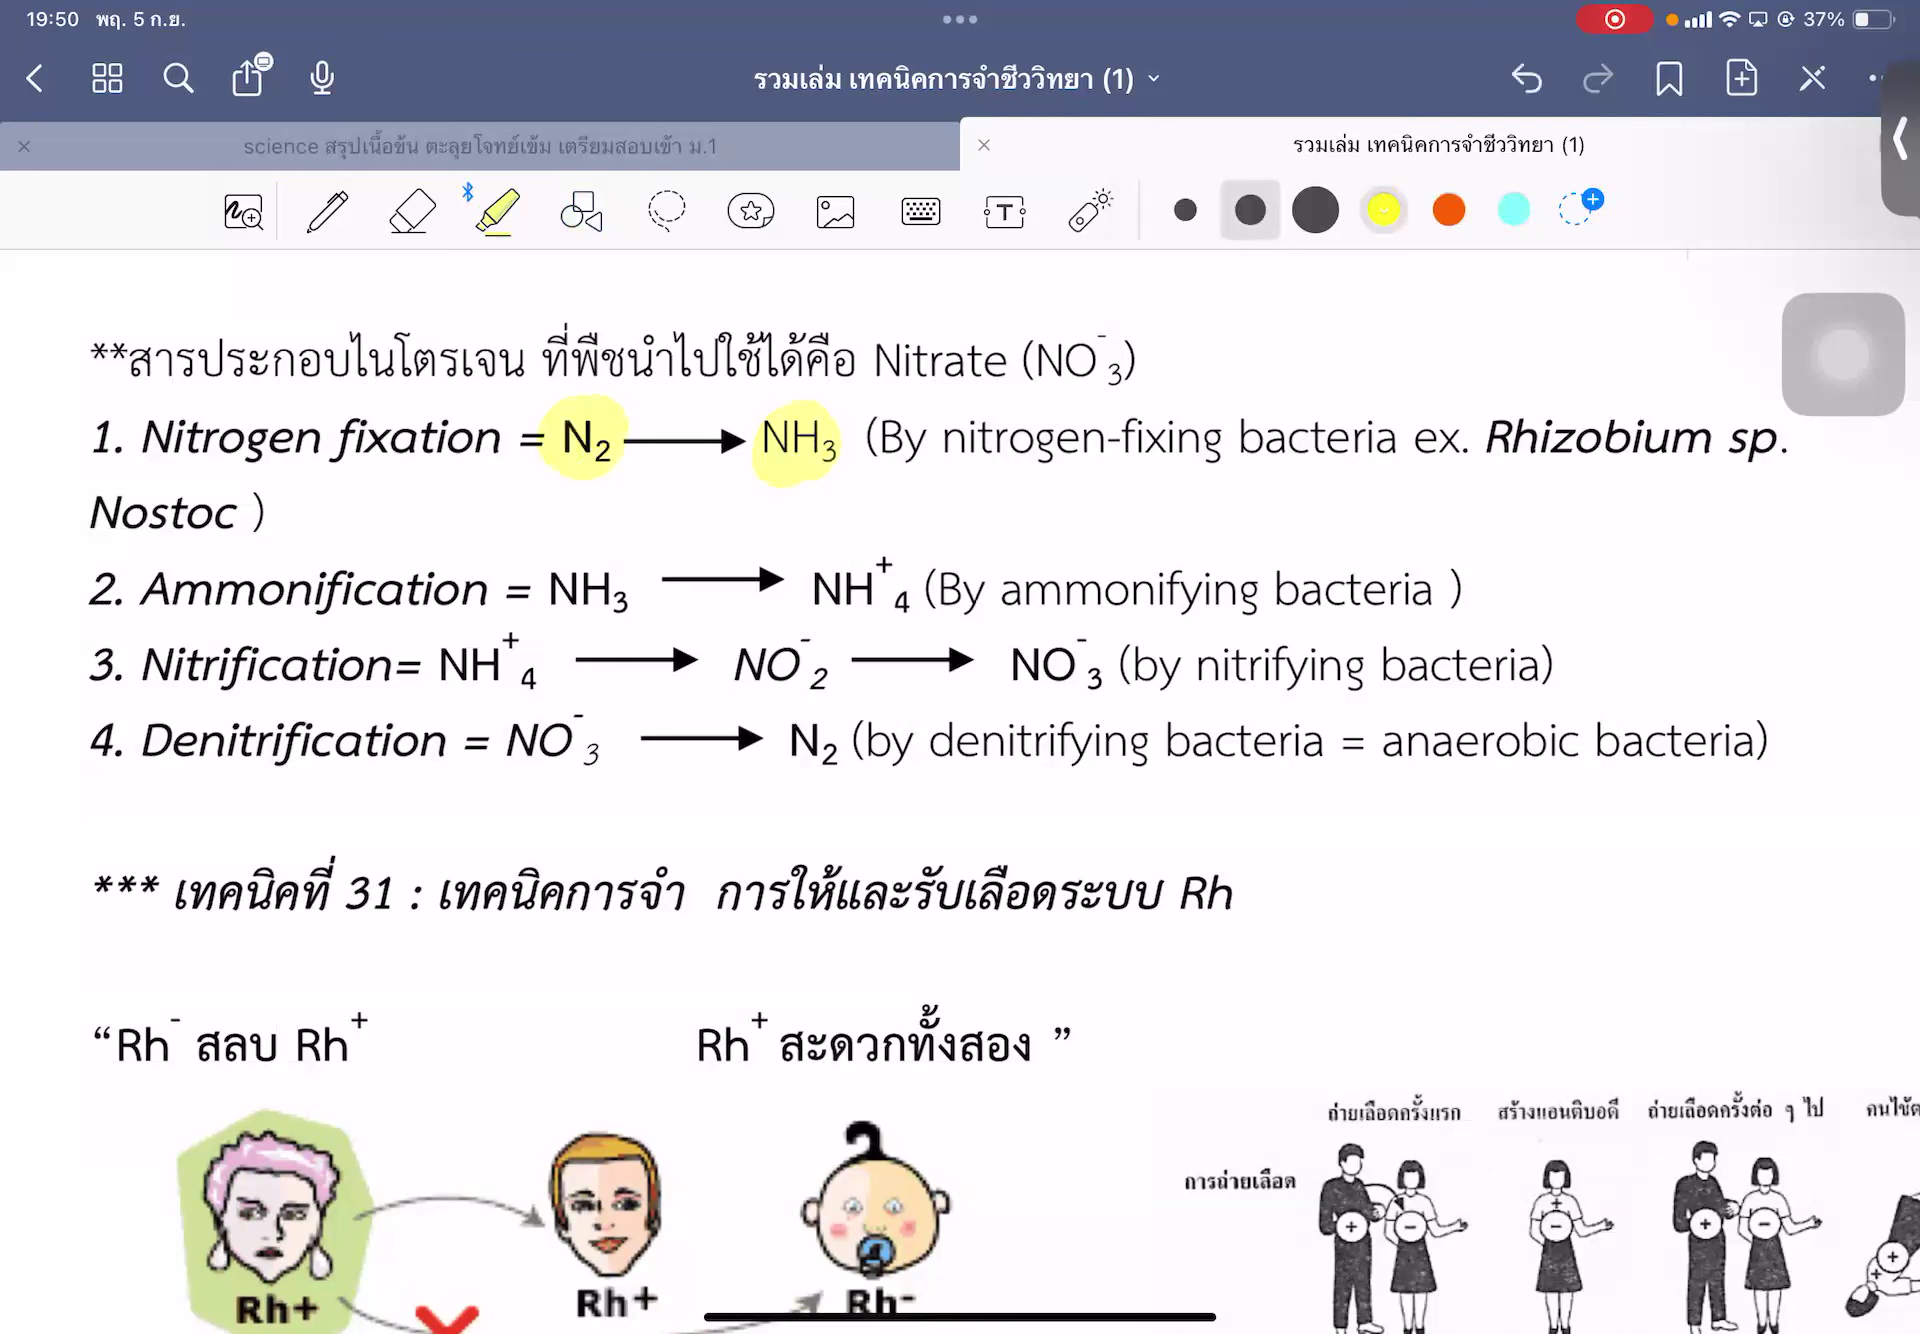 19:50 พฤ. 5 ก.ย.
37%
รวมเล่ม เทคนิคการจำชีววิทยา (1)
science สรุปเนื้อข้น ตะลุยโจทย์เข้ม เตรียมสอบเข้า ม.1
รวมเล่ม เทคนิคการจำชีววิทยา (1)
**สารประกอบไนโตรเจน ที่พืชนำไปใช้ได้คือ Nitrate (NO⁻₃)
1. Nitrogen fixation = N₂ ⟶ NH₃ (By nitrogen-fixing bacteria ex. Rhizobium sp.
Nostoc )
2. Ammonification = NH₃ ⟶ NH⁺₄ (By ammonifying bacteria )
3. Nitrification= NH⁺₄ ⟶ NO⁻₂ ⟶ NO⁻₃ (by nitrifying bacteria)
4. Denitrification = NO⁻₃ ⟶ N₂ (by denitrifying bacteria = anaerobic bacteria)
*** เทคนิคที่ 31 : เทคนิคการจำ การให้และรับเลือดระบบ Rh
“Rh⁻ สลบ Rh⁺ Rh⁺ สะดวกทั้งสอง ”
ถ่ายเลือดครั้งแรก สร้างแอนติบอดี ถ่ายเลือดครั้งต่อ ๆ ไป
การถ่ายเลือด
Rh+ Rh+ Rh-